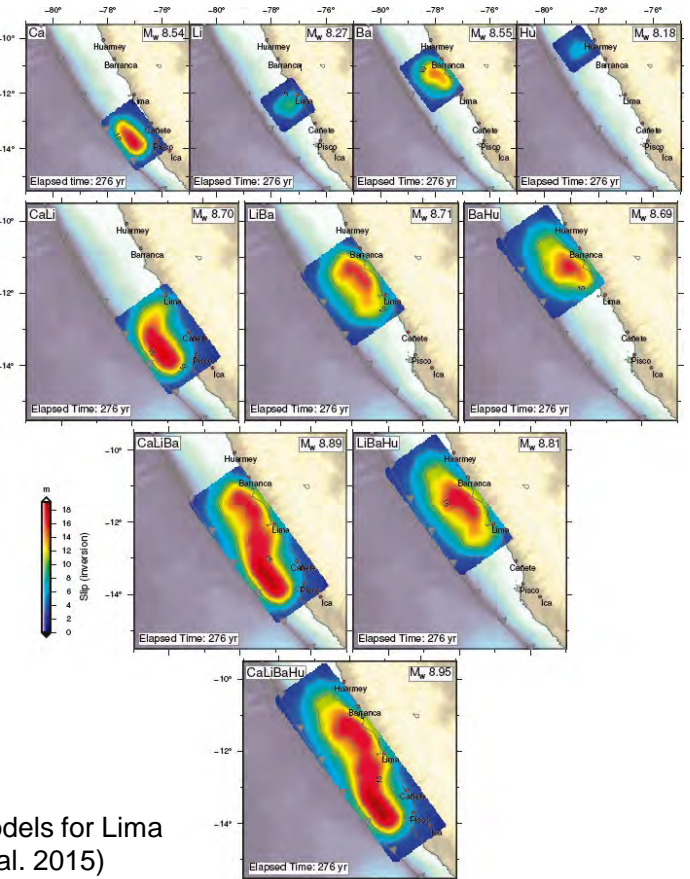 −80° −78° −76° −80° −78° −76° −80° −78° −76° −80° −78° −76°
Ca Mw 8.54 Li Mw 8.27 Ba Mw 8.55 Hu Mw 8.18
−10°
−12°
−14°
Huarmey Huarmey Huarmey Huarmey
Barranca Barranca Barranca Barranca
Lima Lima Lima Lima
Cañete Cañete Cañete Cañete
Pisco Pisco Pisco Pisco
Ica Ica Ica Ica
Elapsed time: 276 yr Elapsed Time: 276 yr Elapsed Time: 276 yr Elapsed Time: 276 yr
CaLi Mw 8.70 LiBa Mw 8.71 BaHu Mw 8.69
−10°
−12°
−14°
Huarmey Huarmey Huarmey
Barranca Barranca Barranca
Lima Lima Lima
Cañete Cañete Cañete
Pisco Pisco Pisco
Ica Ica Ica
Elapsed Time: 276 yr Elapsed Time: 276 yr Elapsed Time: 276 yr
CaLiBa Mw 8.89 LiBaHu Mw 8.81
−10°
−12°
−14°
Huarmey Huarmey
Barranca Barranca
Lima Lima
Cañete Cañete
Pisco Pisco
Ica Ica
Elapsed Time: 276 yr Elapsed Time: 276 yr
m
18
16
14
12
10
8
6
4
2
0
Slip (inversion)
CaLiBaHu Mw 8.95
−10°
−12°
−14°
Huarmey
Barranca
Lima
Cañete
Pisco
Ica
Elapsed Time: 276 yr
odels for Lima
al. 2015)